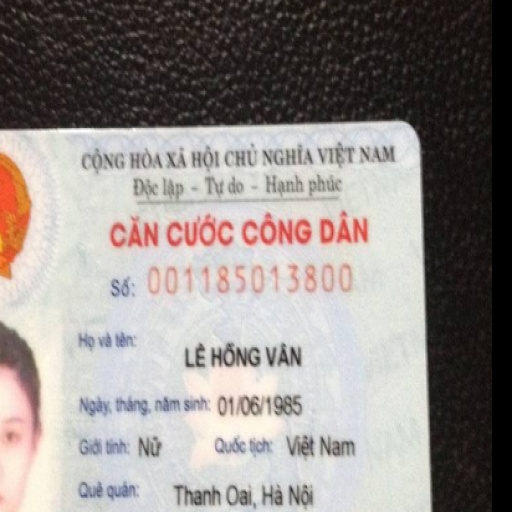 CỘNG HÒA XÃ HỘI CHỦ NGHĨA VIỆT NAM
Độc lập - Tự do - Hạnh phúc
CĂN CƯỚC CÔNG DÂN
Số: 001185013800
Họ và tên:
LÊ HỒNG VÂN
Ngày, tháng, năm sinh: 01/06/1985
Giới tính: Nữ Quốc tịch: Việt Nam
Quê quán: Thanh Oai, Hà Nội